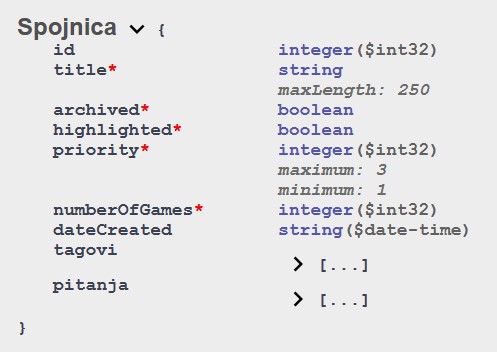 Spojnica {
id integer($int32)
title* string
maxLength: 250
archived* boolean
highlighted* boolean
priority* integer($int32)
maximum: 3
minimum: 1
numberOfGames* integer($int32)
dateCreated string($date-time)
tagovi
[...]
pitanja
[...]
}